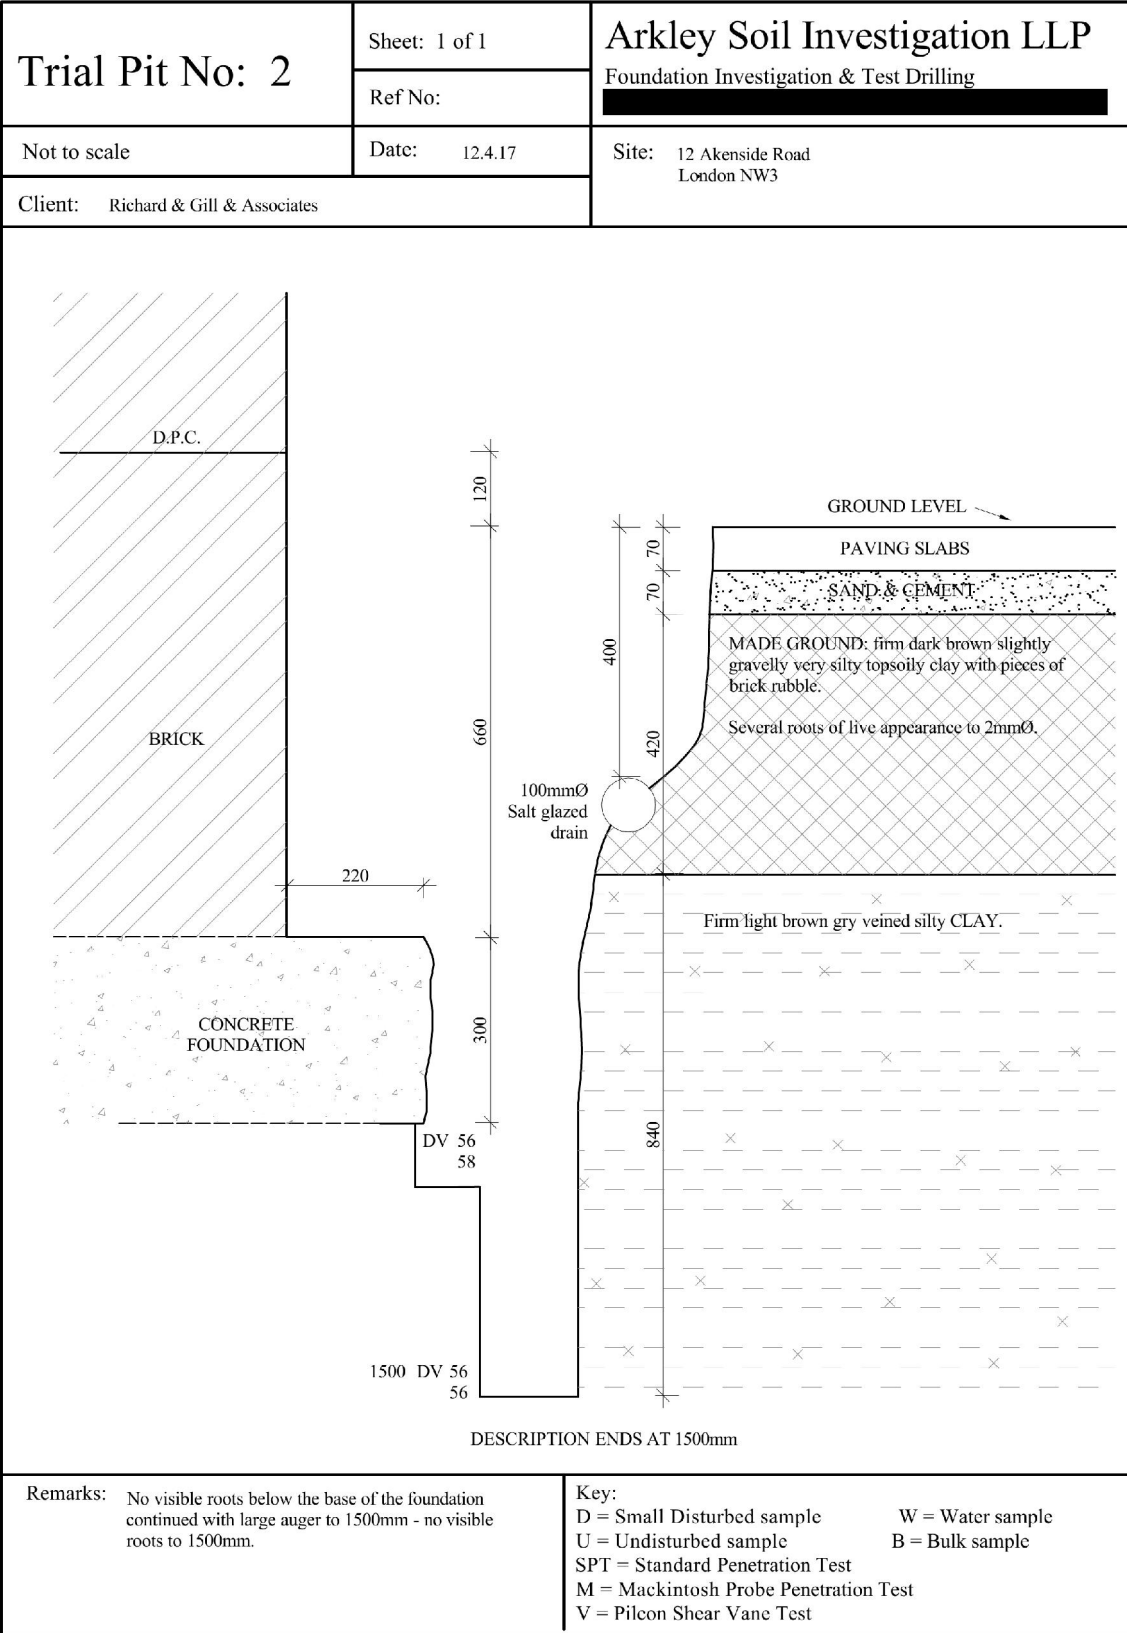 Trial Pit No: 2
Sheet: 1 of 1
Ref No:
Arkley Soil Investigation LLP
Foundation Investigation & Test Drilling
Not to scale
Date: 12.4.17
Site: 12 Akenside Road
London NW3
Client: Richard & Gill & Associates
D.P.C.
120
GROUND LEVEL
70
PAVING SLABS
70
SAND & CEMENT
400
MADE GROUND: firm dark brown slightly
gravelly very silty topsoily clay with pieces of
brick rubble.
Several roots of live appearance to 2mmØ.
BRICK
660
420
100mmØ
Salt glazed
drain
220
Firm light brown gry veined silty CLAY.
CONCRETE
FOUNDATION
300
DV 56
58
840
1500 DV 56
56
DESCRIPTION ENDS AT 1500mm
Remarks: No visible roots below the base of the foundation
continued with large auger to 1500mm - no visible
roots to 1500mm.
Key:
D = Small Disturbed sample W = Water sample
U = Undisturbed sample B = Bulk sample
SPT = Standard Penetration Test
M = Mackintosh Probe Penetration Test
V = Pilcon Shear Vane Test